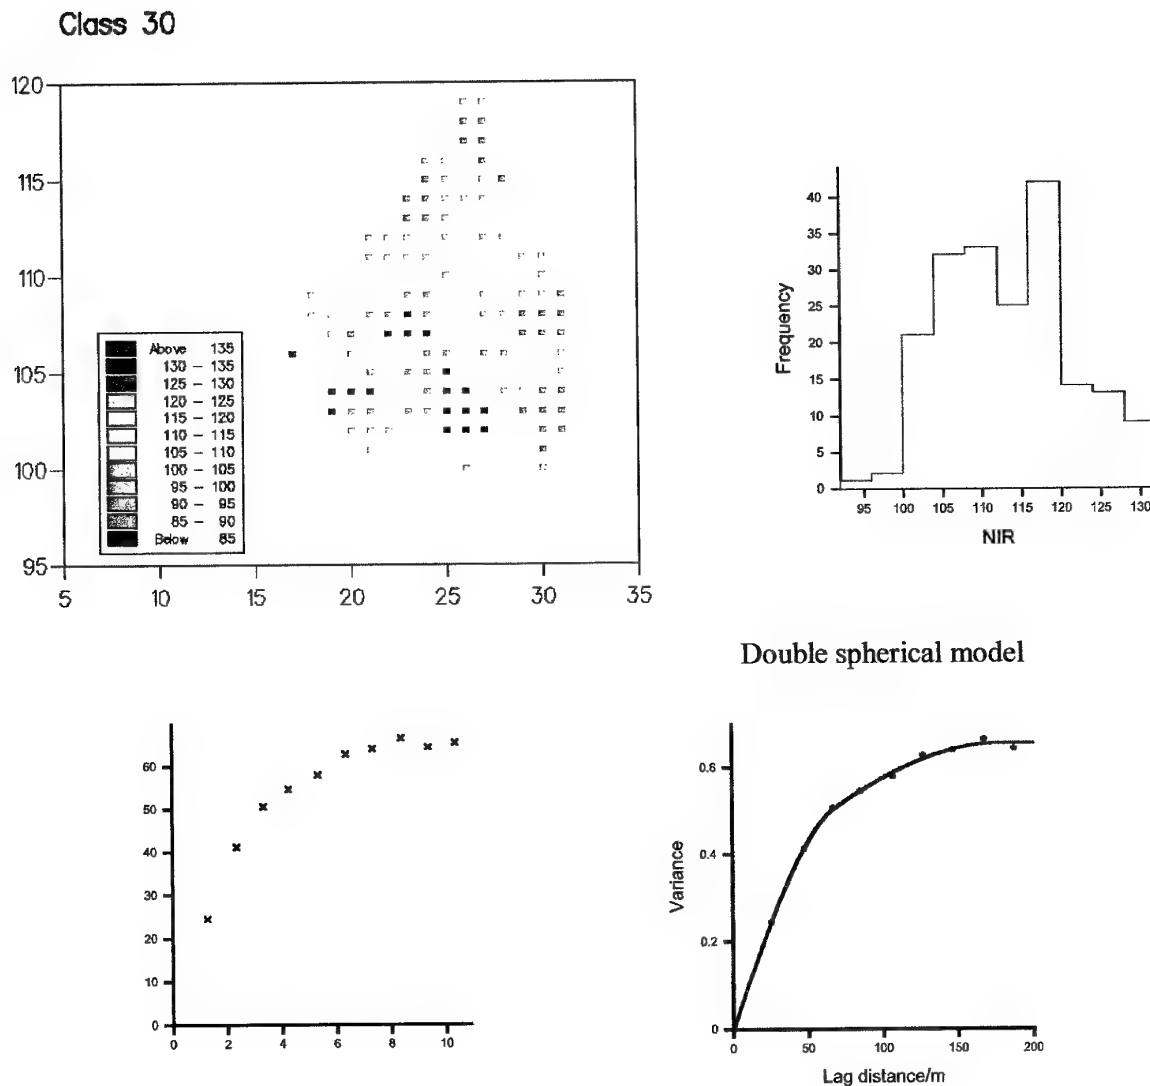 Class 30
120
115
110
105
100
95
5 10 15 20 25 30 35
Above 135
130 – 135
125 – 130
120 – 125
115 – 120
110 – 115
105 – 110
100 – 105
95 – 100
90 – 95
85 – 90
Below 85
40
35
30
25
20
15
10
5
0
Frequency
95 100 105 110 115 120 125 130
NIR
60
50
40
30
20
10
0
0 2 4 6 8 10
Double spherical model
0.6
0.4
0.2
0
Variance
0 50 100 150 200
Lag distance/m